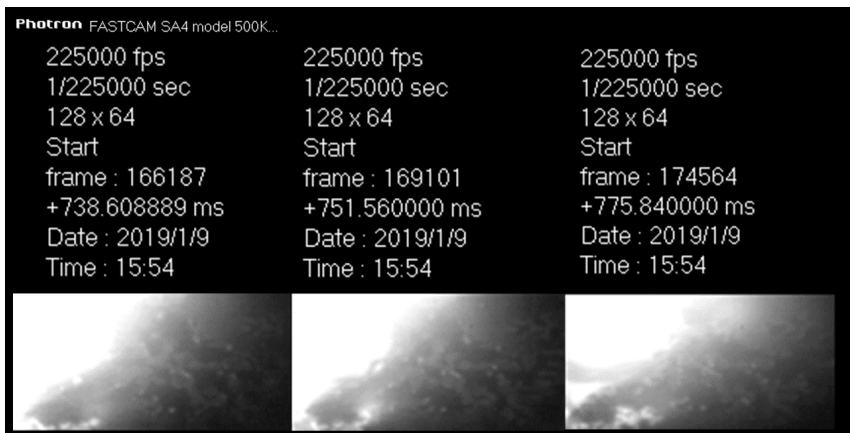 Photron FASTCAM SA4 model 500K...
225000 fps
1/225000 sec
128 x 64
Start
frame : 166187
+738.608889 ms
Date : 2019/1/9
Time : 15:54
225000 fps
1/225000 sec
128 x 64
Start
frame : 169101
+751.560000 ms
Date : 2019/1/9
Time : 15:54
225000 fps
1/225000 sec
128 x 64
Start
frame : 174564
+775.840000 ms
Date : 2019/1/9
Time : 15:54